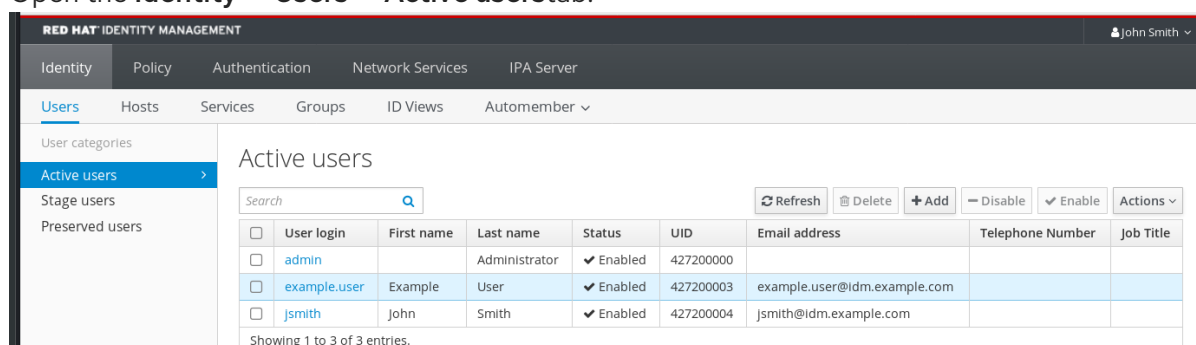 Open the Identity → Users → Active users tab.
RED HAT IDENTITY MANAGEMENT John Smith
Identity Policy Authentication Network Services IPA Server
Users Hosts Services Groups ID Views Automember
User categories
Active users
Stage users
Preserved users
Active users
Search Refresh Delete Add Disable Enable Actions
User login First name Last name Status UID Email address Telephone Number Job Title
admin Administrator Enabled 427200000
example.user Example User Enabled 427200003 example.user@idm.example.com
jsmith John Smith Enabled 427200004 jsmith@idm.example.com
Showing 1 to 3 of 3 entries.